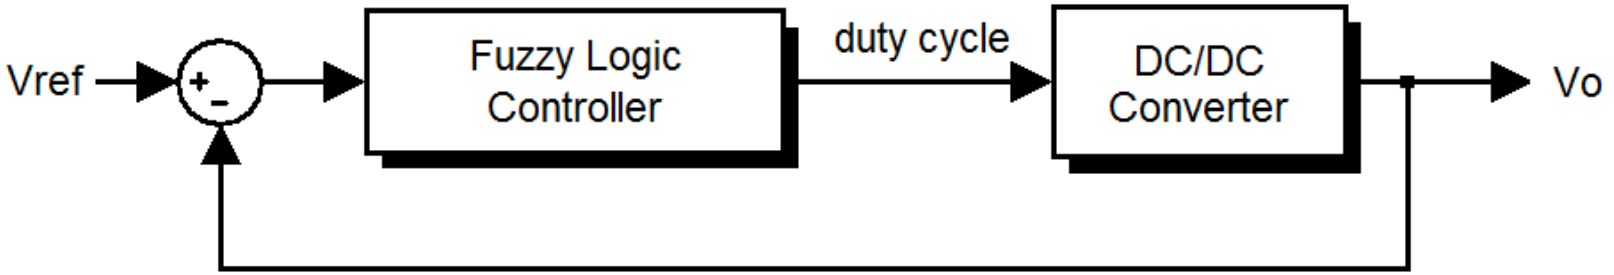 Vref
+
−
Fuzzy Logic
Controller
duty cycle
DC/DC
Converter
Vo